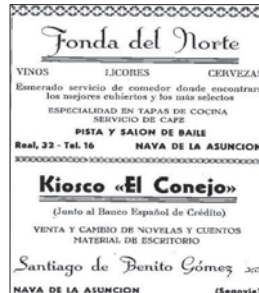 Fonda del Norte
VINOS LICORES CERVEZAS
Esmerado servicio de comedor donde encontrará
los mejores cubiertos y los más selectos
ESPECIALIDAD EN TAPAS DE COCINA
SERVICIO DE CAFE
PISTA Y SALON DE BAILE
Real, 32 - Tel. 16 NAVA DE LA ASUNCION
Kiosco «El Conejo»
(Junto al Banco Español de Crédito)
VENTA Y CAMBIO DE NOVELAS Y CUENTOS
MATERIAL DE ESCRITORIO
Santiago de Benito Gómez
NAVA DE LA ASUNCION (Segovia)